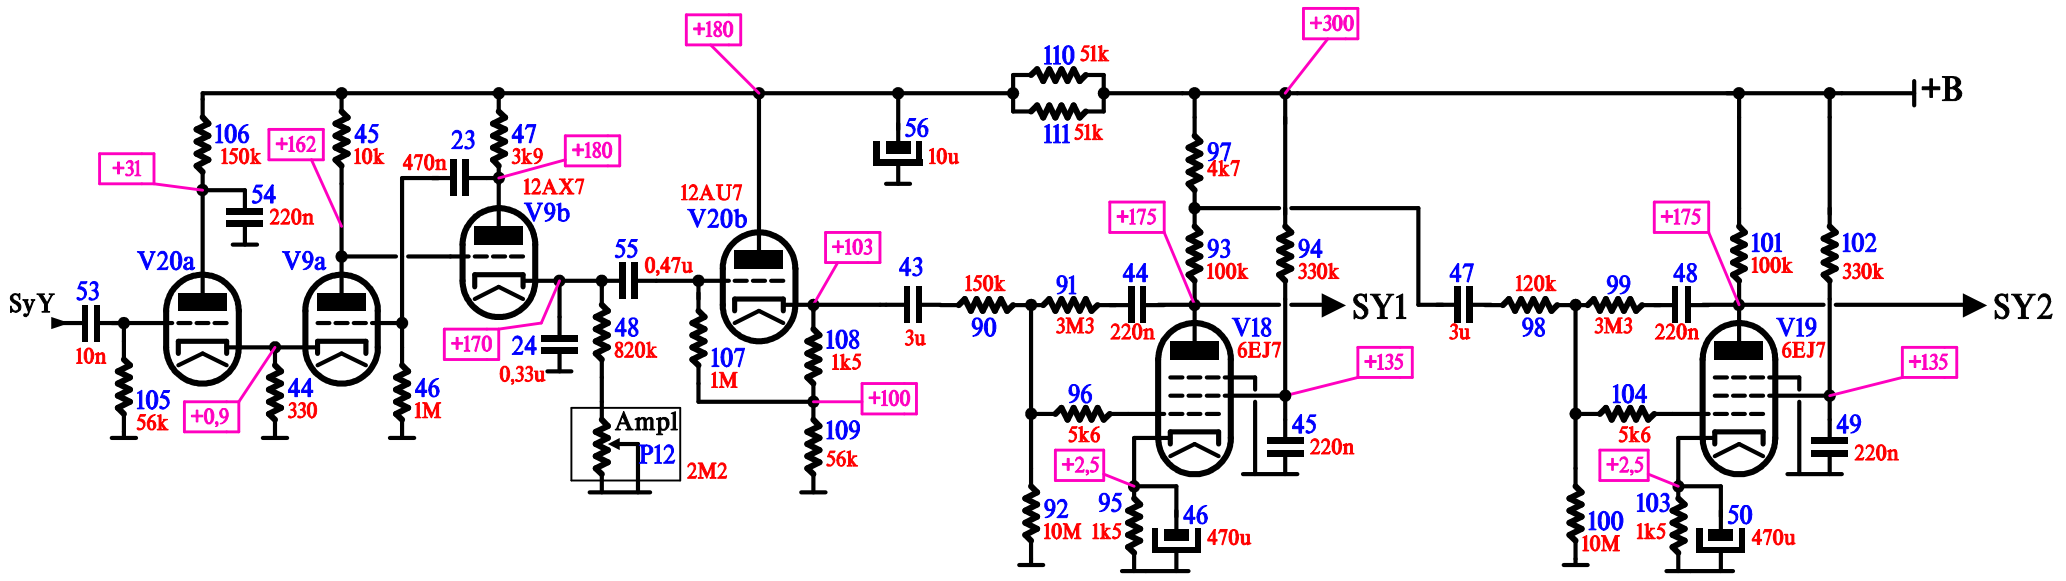 +180
+300
110 51k
+B
111 51k
106
150k
45
10k
+162
23
470n
47
3k9
+180
56
10u
97
4k7
+31
54
220n
12AX7
V9b
12AU7
V20b
V20a
V9a
55
0,47u
+103
43
3u
+175
93
100k
94
330k
+175
101
100k
102
330k
SyY
53
10n
150k
90
91
3M3
44
220n
SY1
47
3u
120k
98
99
3M3
48
220n
SY2
V18
6EJ7
V19
6EJ7
+170
24
0,33u
48
820k
107
1M
108
1k5
+135
+135
105
56k
+0,9
44
330
46
1M
+100
96
5k6
104
5k6
Ampl
P12
2M2
109
56k
45
220n
49
220n
+2,5
+2,5
92
10M
95
1k5
46
470u
100
10M
103
1k5
50
470u